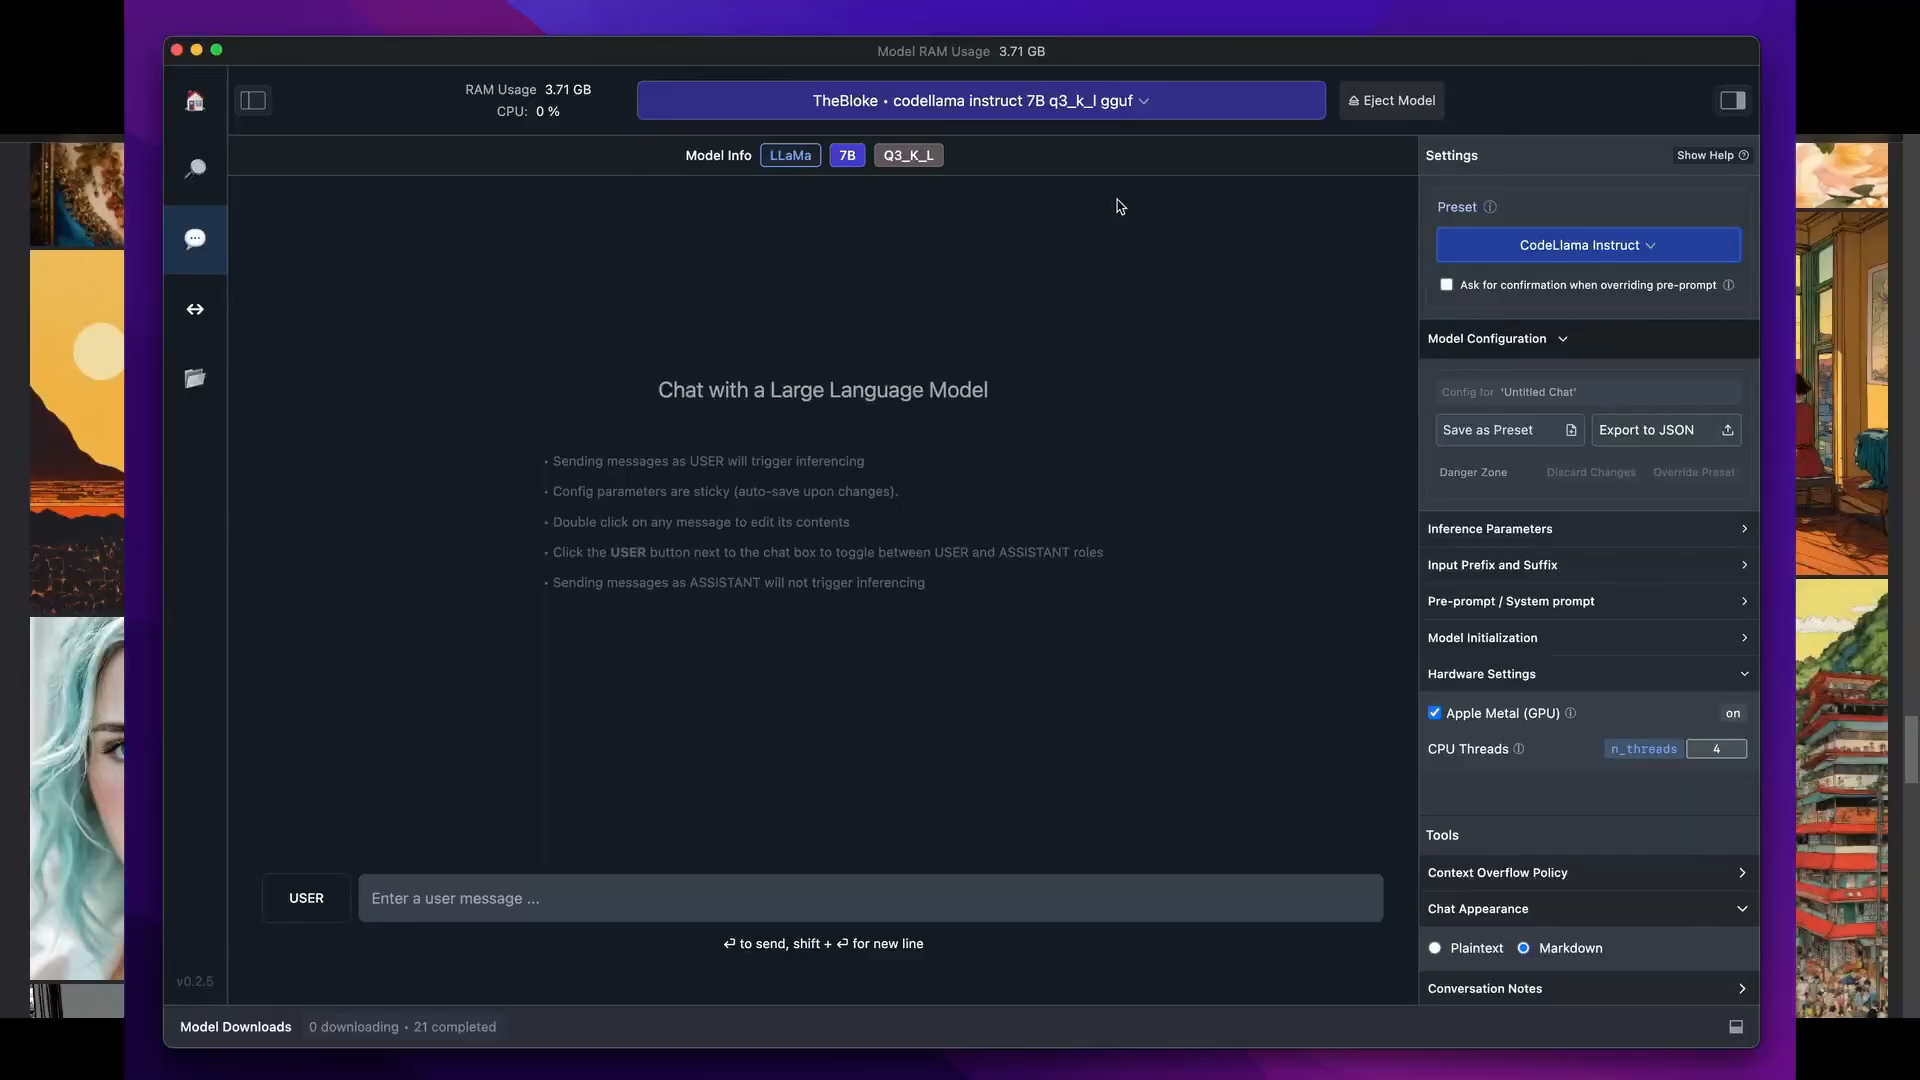 Model RAM Usage 3.71 GB
RAM Usage 3.71 GB
CPU: 0 %
TheBloke • codellama instruct 7B q3_k_l gguf
Eject Model
Model Info LLaMa 7B Q3_K_L
Chat with a Large Language Model
• Sending messages as USER will trigger inferencing
• Config parameters are sticky (auto-save upon changes).
• Double click on any message to edit its contents
• Click the USER button next to the chat box to toggle between USER and ASSISTANT roles
• Sending messages as ASSISTANT will not trigger inferencing
USER
Enter a user message ...
⏎ to send, shift + ⏎ for new line
v0.2.5
Settings
Show Help
Preset
CodeLlama Instruct
Ask for confirmation when overriding pre-prompt
Model Configuration
Config for 'Untitled Chat'
Save as Preset
Export to JSON
Danger Zone Discard Changes Override Preset
Inference Parameters
Input Prefix and Suffix
Pre-prompt / System prompt
Model Initialization
Hardware Settings
Apple Metal (GPU) on
CPU Threads n_threads 4
Tools
Context Overflow Policy
Chat Appearance
Plaintext Markdown
Conversation Notes
Model Downloads 0 downloading • 21 completed